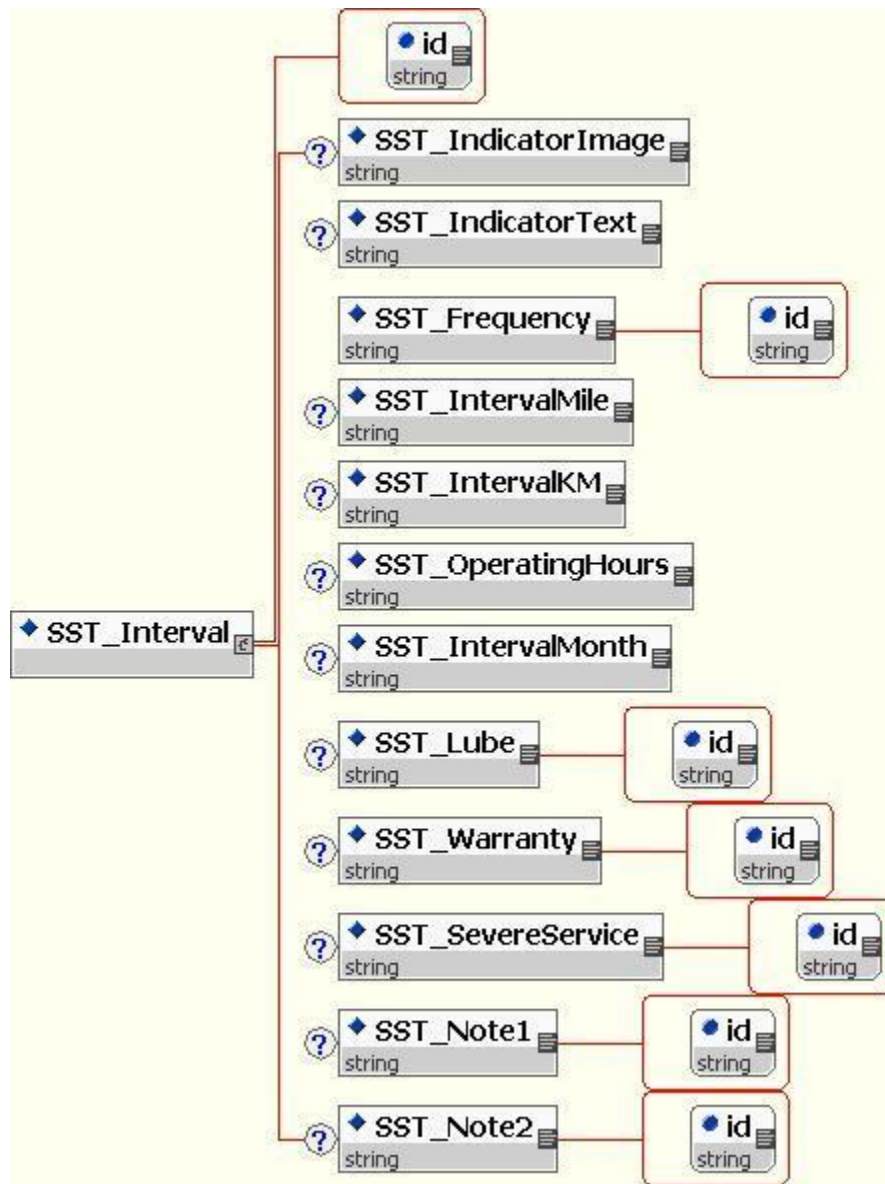 id
string
? SST_IndicatorImage
string
? SST_IndicatorText
string
SST_Frequency id
string string
? SST_IntervalMile
string
? SST_IntervalKM
string
? SST_OperatingHours
string
SST_Interval
? SST_IntervalMonth
string
? SST_Lube id
string string
? SST_Warranty id
string string
? SST_SevereService id
string string
? SST_Note1 id
string string
? SST_Note2 id
string string